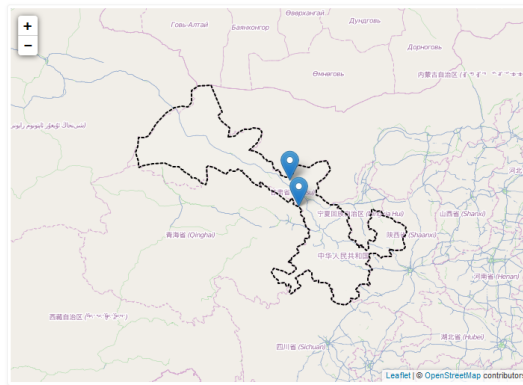 +
−
Говь-Алтай
Баянхонгор
Өвөрхангай
Дундговь
Дорноговь
Өмнөговь
内蒙古自治区
宁夏回族自治区
Hui)
山西省 (Shanxi)
青海省 (Qinghai)
陕西省 (Shaanxi)
中华人民共和国
河南省 (Henan)
西藏自治区
四川省 (Sichuan)
湖北省 (Hubei)
Leaflet | © OpenStreetMap contributors